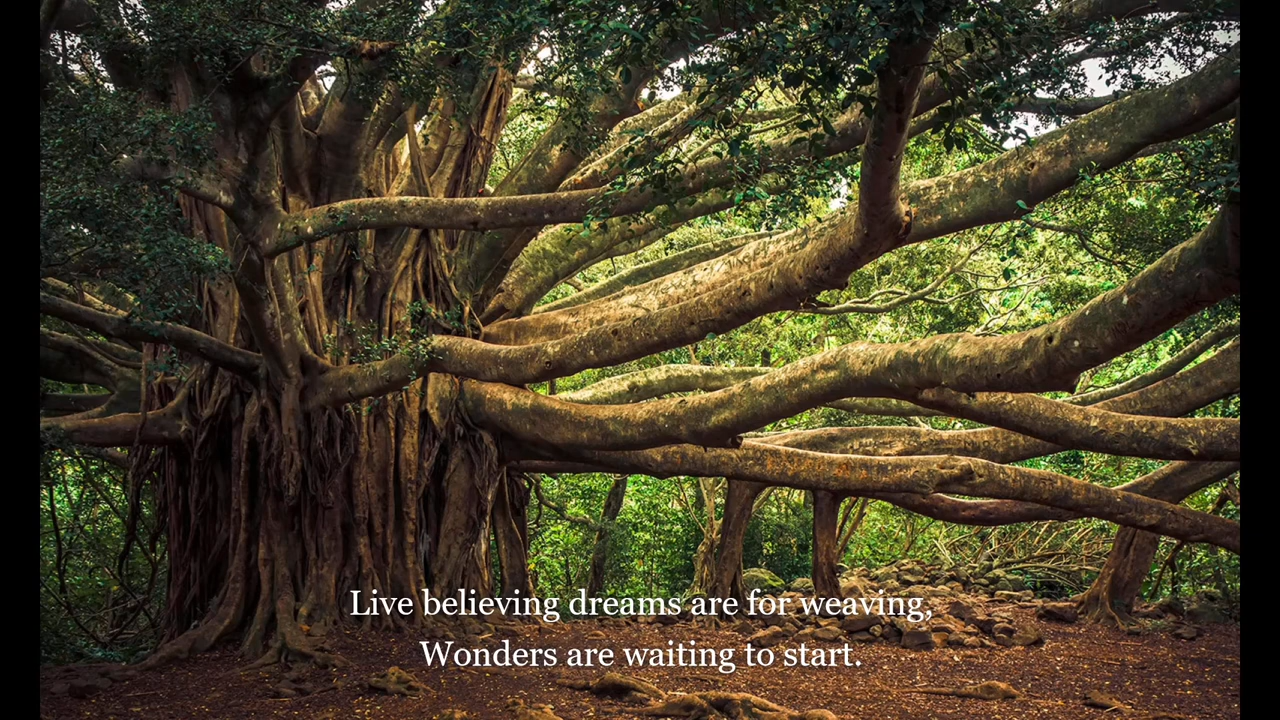 Live believing dreams are for weaving,
Wonders are waiting to start.